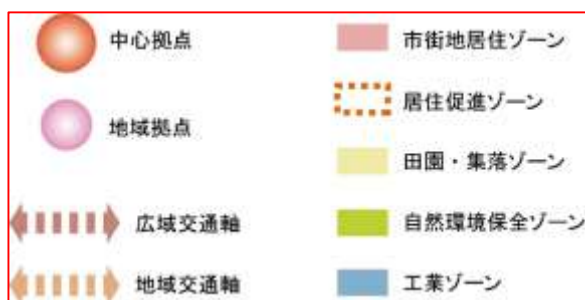 中心拠点
地域拠点
広域交通軸
地域交通軸
市街地居住ゾーン
居住促進ゾーン
田園・集落ゾーン
自然環境保全ゾーン
工業ゾーン